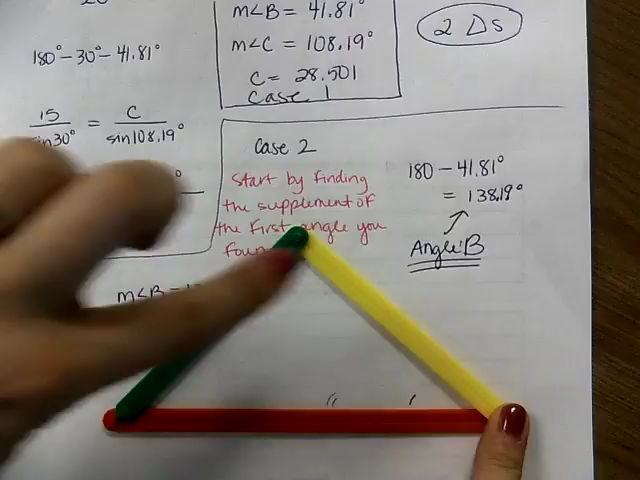 m∠B = 41.81°
m∠C = 108.19°
C = 28.501
Case 1
2 Δs
180° - 30° - 41.81°
15 = C
sin30° sin108.19°
Case 2
Start by finding
the supplement of
the first angle you
180 - 41.81°
= 138.19°
Angle B
m∠B =